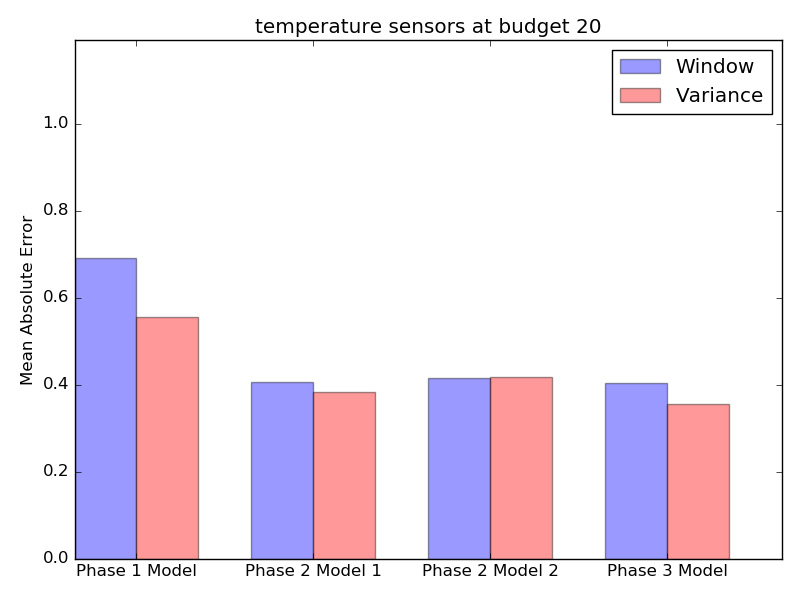 temperature sensors at budget 20
Window
Variance
Mean Absolute Error
1.0
0.8
0.6
0.4
0.2
0.0
Phase 1 Model
Phase 2 Model 1
Phase 2 Model 2
Phase 3 Model